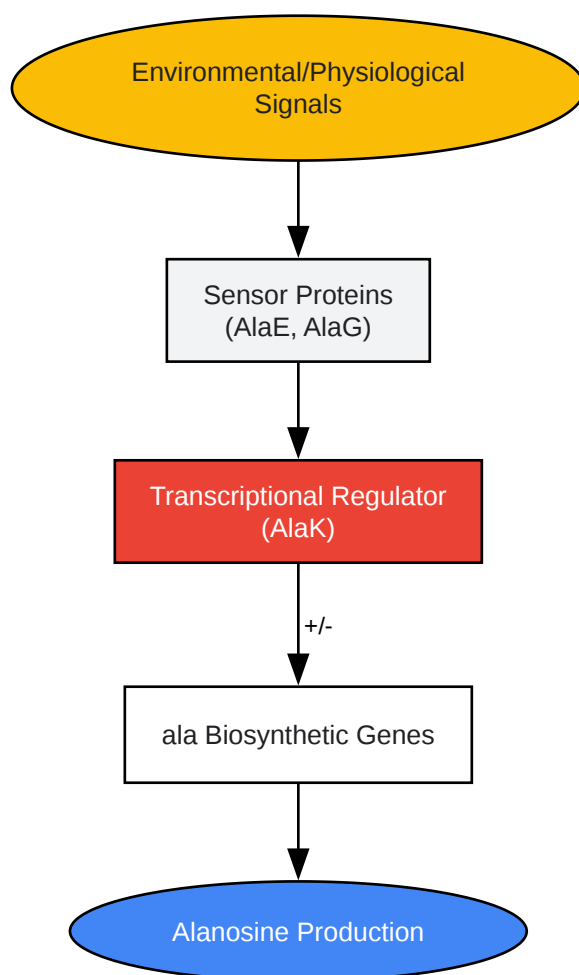 Environmental/Physiological
Signals
Sensor Proteins
(AlaE, AlaG)
Transcriptional Regulator
(AlaK)
+/-
ala Biosynthetic Genes
Alanosine Production